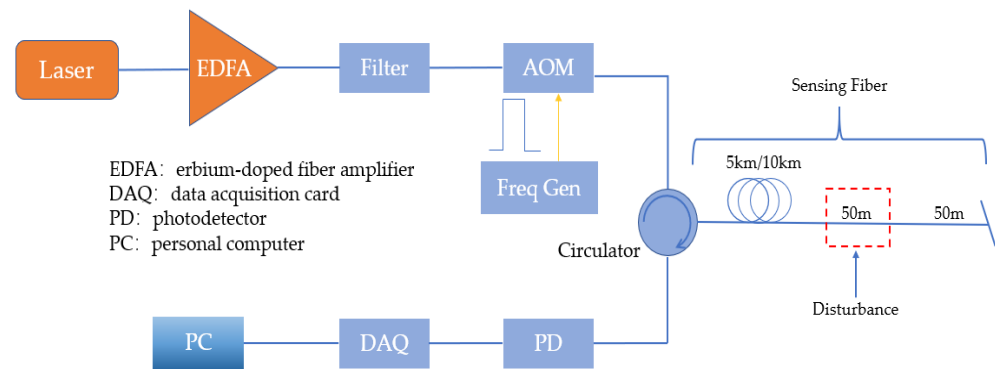 Laser
EDFA
Filter
AOM
Sensing Fiber
5km/10km
EDFA: erbium-doped fiber amplifier
DAQ: data acquisition card
PD: photodetector
PC: personal computer
Freq Gen
50m
50m
Circulator
Disturbance
PC
DAQ
PD